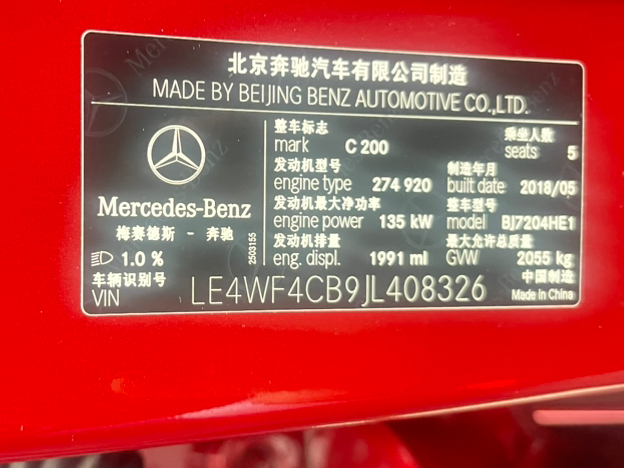 北京奔驰汽车有限公司制造
MADE BY BEIJING BENZ AUTOMOTIVE CO.,LTD.
Mercedes-Benz
梅赛德斯 - 奔驰
1.0 %
2503155
整车标志 乘坐人数
mark C 200 seats 5
发动机型号 制造年月
engine type 274 920 built date 2018/05
发动机最大净功率 整车型号
engine power 135 kW model BJ7204HE1
发动机排量 最大允许总质量
eng. displ. 1991 ml GVW 2055 kg
车辆识别号 中国制造
VIN LE4WF4CB9JL408326 Made in China